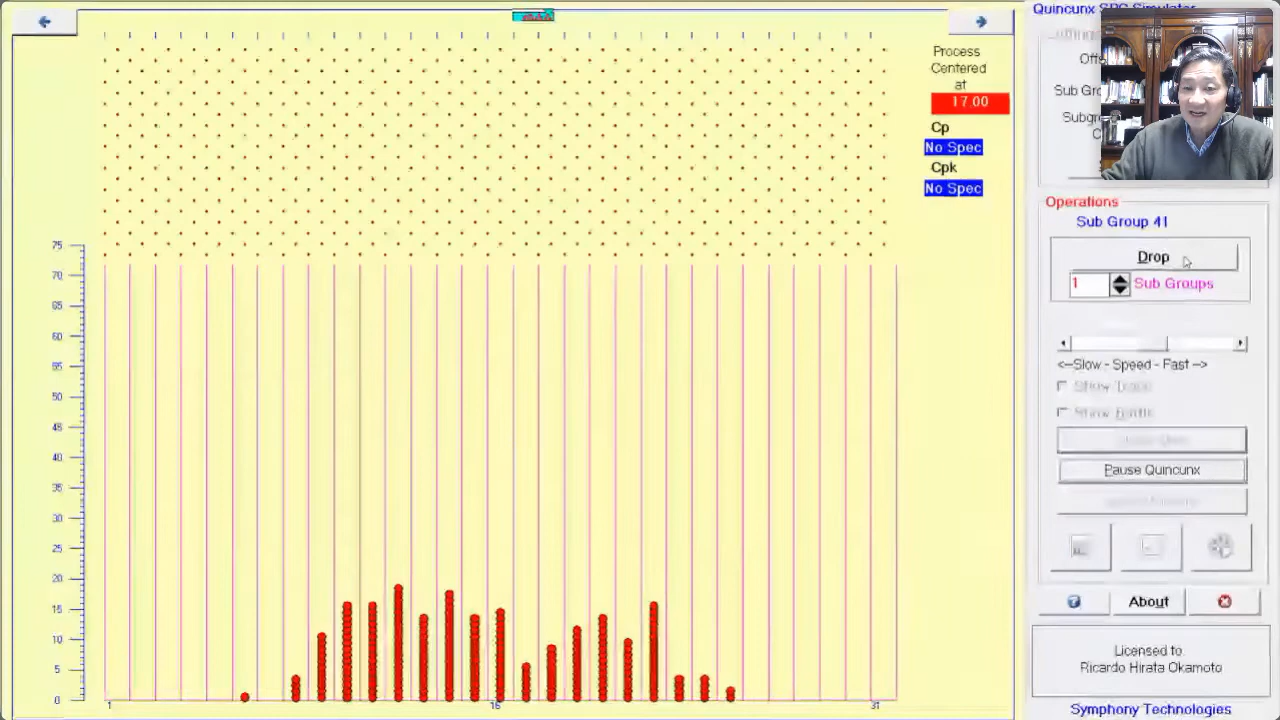 Quincunx SPC Simulator
Process
Centered
at
17.00
Cp
No Spec
Cpk
No Spec
Operations
Sub Group 41
Drop
1 Sub Groups
<--Slow - Speed - Fast -->
Show Trace
Pause Quincunx
About
Licensed to:
Ricardo Hirata Okamoto
Symphony Technologies
75
70
65
60
55
50
45
40
35
30
25
20
15
10
5
0
1 16 31